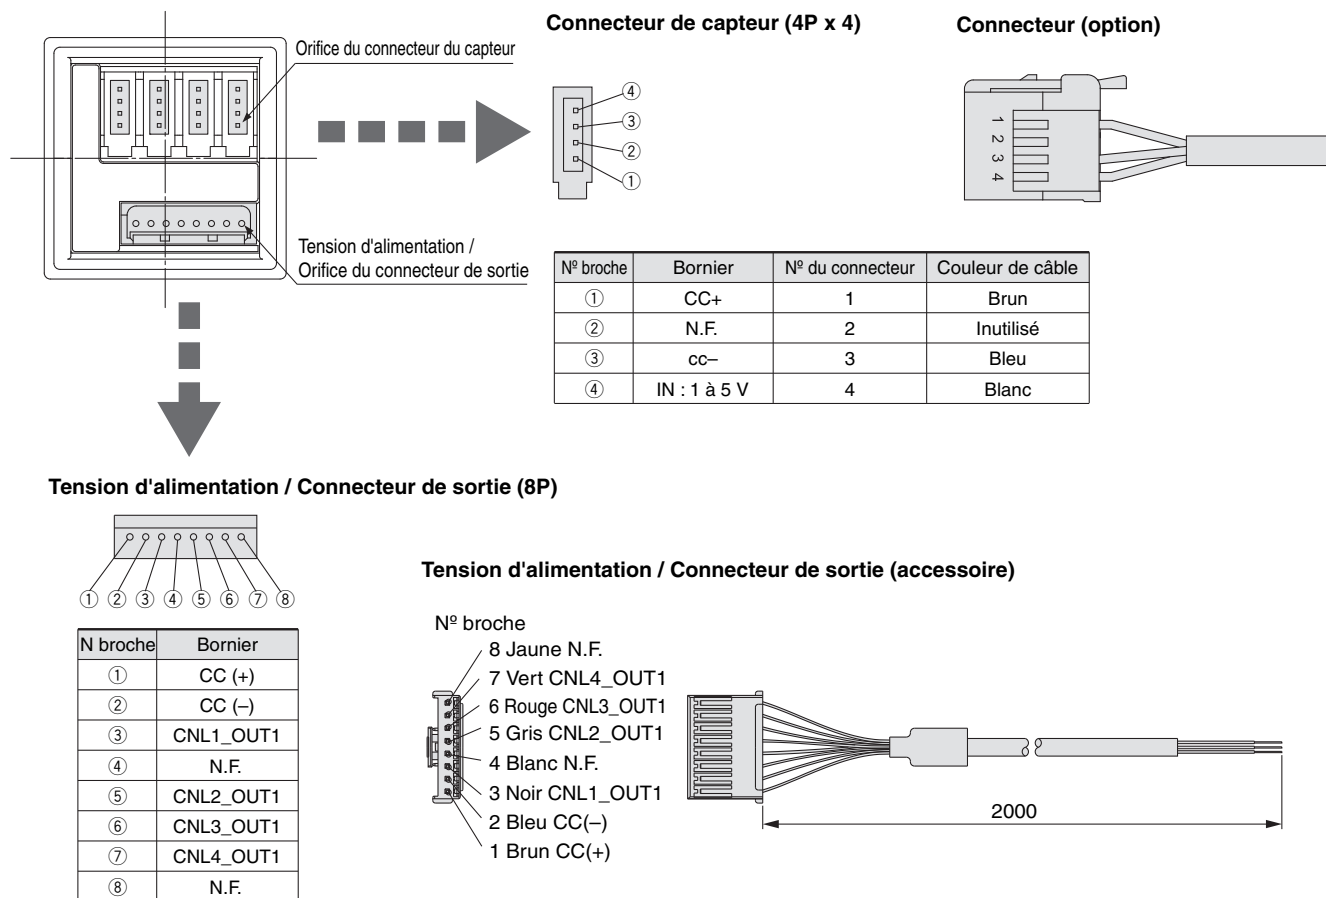 Connecteur de capteur (4P x 4)
Connecteur (option)
Orifice du connecteur du capteur
④
③
②
①
1
2
3
4
Tension d'alimentation /
Orifice du connecteur de sortie
Nº broche Bornier Nº du connecteur Couleur de câble
① CC+ 1 Brun
② N.F. 2 Inutilisé
③ cc– 3 Bleu
④ IN : 1 à 5 V 4 Blanc
Tension d'alimentation / Connecteur de sortie (8P)
① ② ③ ④ ⑤ ⑥ ⑦ ⑧
N broche Bornier
① CC (+)
② CC (–)
③ CNL1_OUT1
④ N.F.
⑤ CNL2_OUT1
⑥ CNL3_OUT1
⑦ CNL4_OUT1
⑧ N.F.
Tension d'alimentation / Connecteur de sortie (accessoire)
Nº broche
8 Jaune N.F.
7 Vert CNL4_OUT1
6 Rouge CNL3_OUT1
5 Gris CNL2_OUT1
4 Blanc N.F.
3 Noir CNL1_OUT1
2 Bleu CC(–)
1 Brun CC(+)
2000